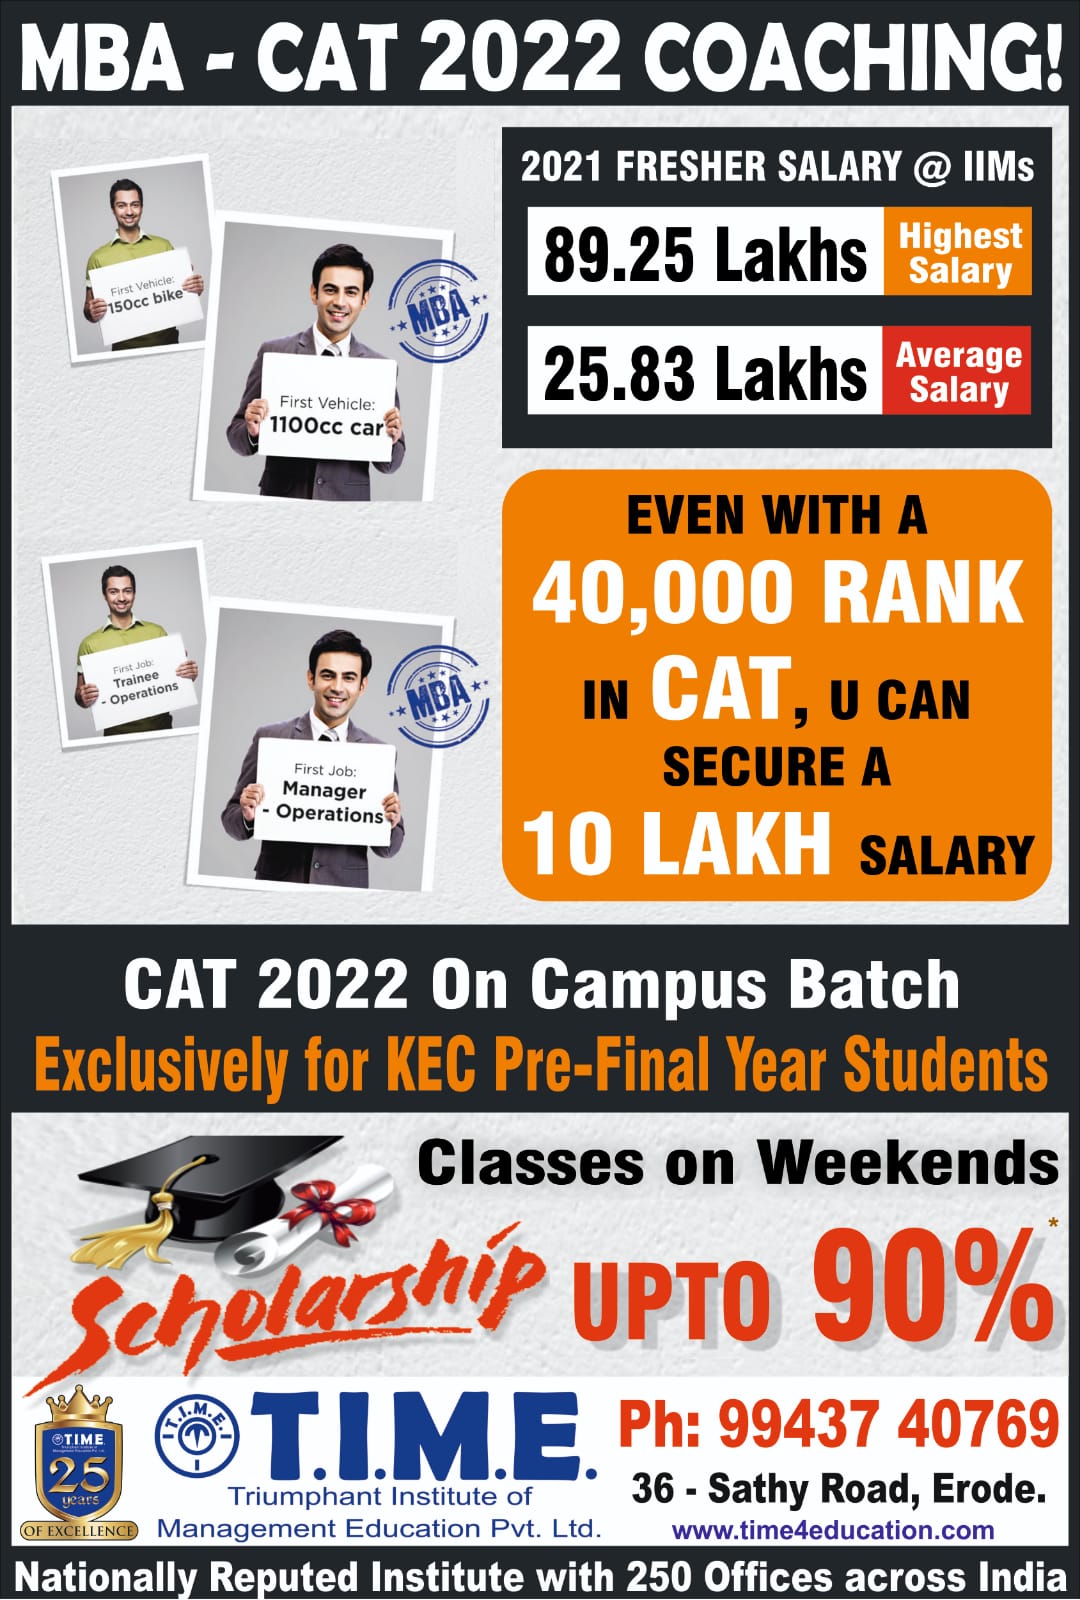 MBA - CAT 2022 COACHING!
First Vehicle:
150cc bike
MBA
First Vehicle:
1100cc car
2021 FRESHER SALARY @ IIMs
89.25 Lakhs
Highest
Salary
25.83 Lakhs
Average
Salary
First Job:
Trainee
- Operations
MBA
First Job:
Manager
- Operations
EVEN WITH A
40,000 RANK
IN CAT, U CAN
SECURE A
10 LAKH SALARY
CAT 2022 On Campus Batch
Exclusively for KEC Pre-Final Year Students
Classes on Weekends
Scholarship UPTO 90%*
TIME
25
years
OF EXCELLENCE
T.I.M.E.
T.I.M.E.
Triumphant Institute of
Management Education Pvt. Ltd.
Ph: 99437 40769
36 - Sathy Road, Erode.
www.time4education.com
Nationally Reputed Institute with 250 Offices across India